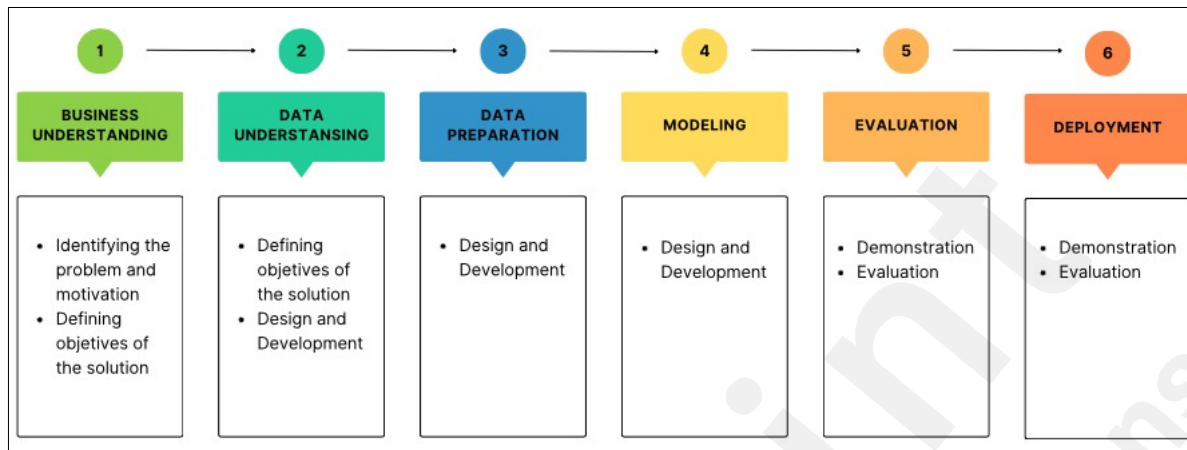 1
2
3
4
5
6
BUSINESS
UNDERSTANDING
DATA
UNDERSTANSING
DATA
PREPARATION
MODELING
EVALUATION
DEPLOYMENT
• Identifying the
problem and
motivation
• Defining
objetives of
the solution
• Defining
objetives of
the solution
• Design and
Development
• Design and
Development
• Design and
Development
• Demonstration
• Evaluation
• Demonstration
• Evaluation
int
ns